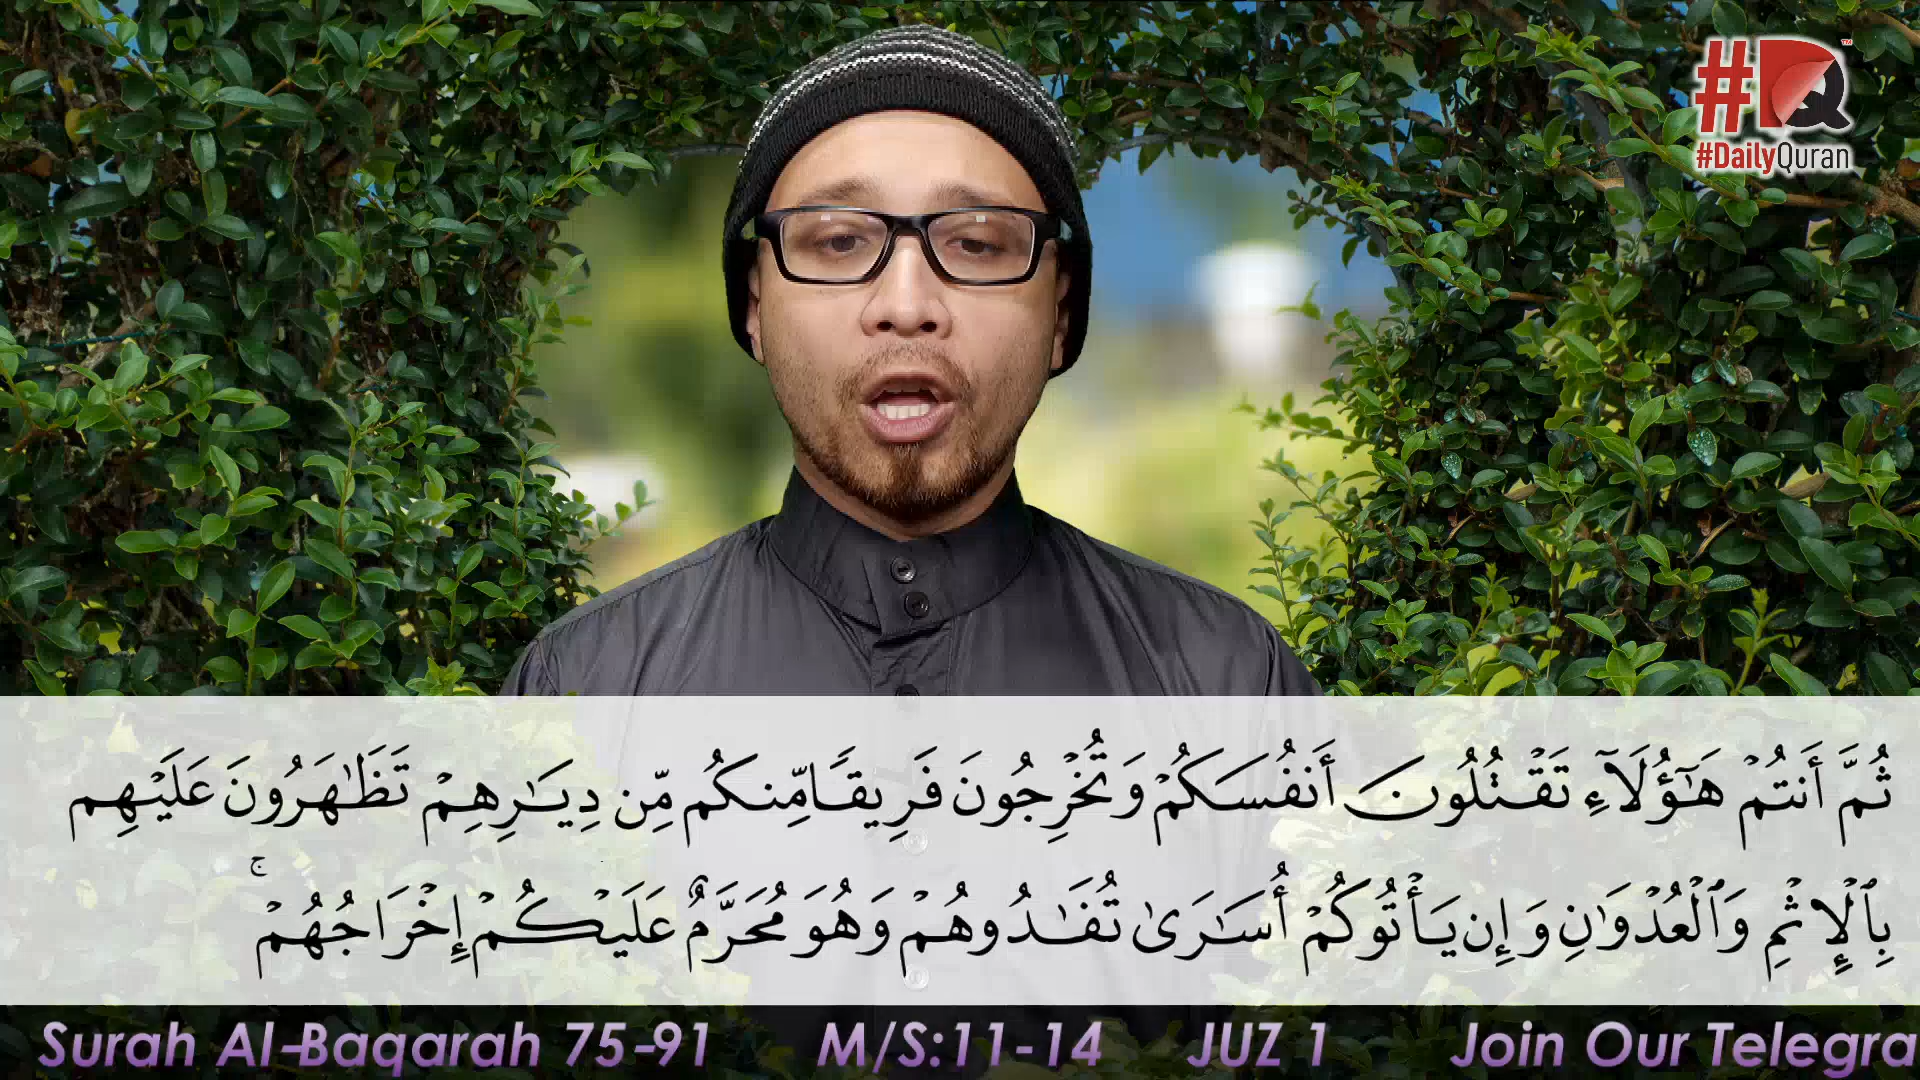 #Q™
#DailyQuran
ثُمَّ أَنتُمْ هَٰٓؤُلَآءِ تَقْتُلُونَ أَنفُسَكُمْ وَتُخْرِجُونَ فَرِيقًا مِّنكُم مِّن دِيَٰرِهِمْ تَظَٰهَرُونَ عَلَيْهِم
بِٱلْإِثْمِ وَٱلْعُدْوَٰنِ وَإِن يَأْتُوكُمْ أُسَٰرَىٰ تُفَٰدُوهُمْ وَهُوَ مُحَرَّمٌ عَلَيْكُمْ إِخْرَاجُهُمْ ۚ
Surah Al-Baqarah 75-91 M/S:11-14 JUZ 1 Join Our Telegra